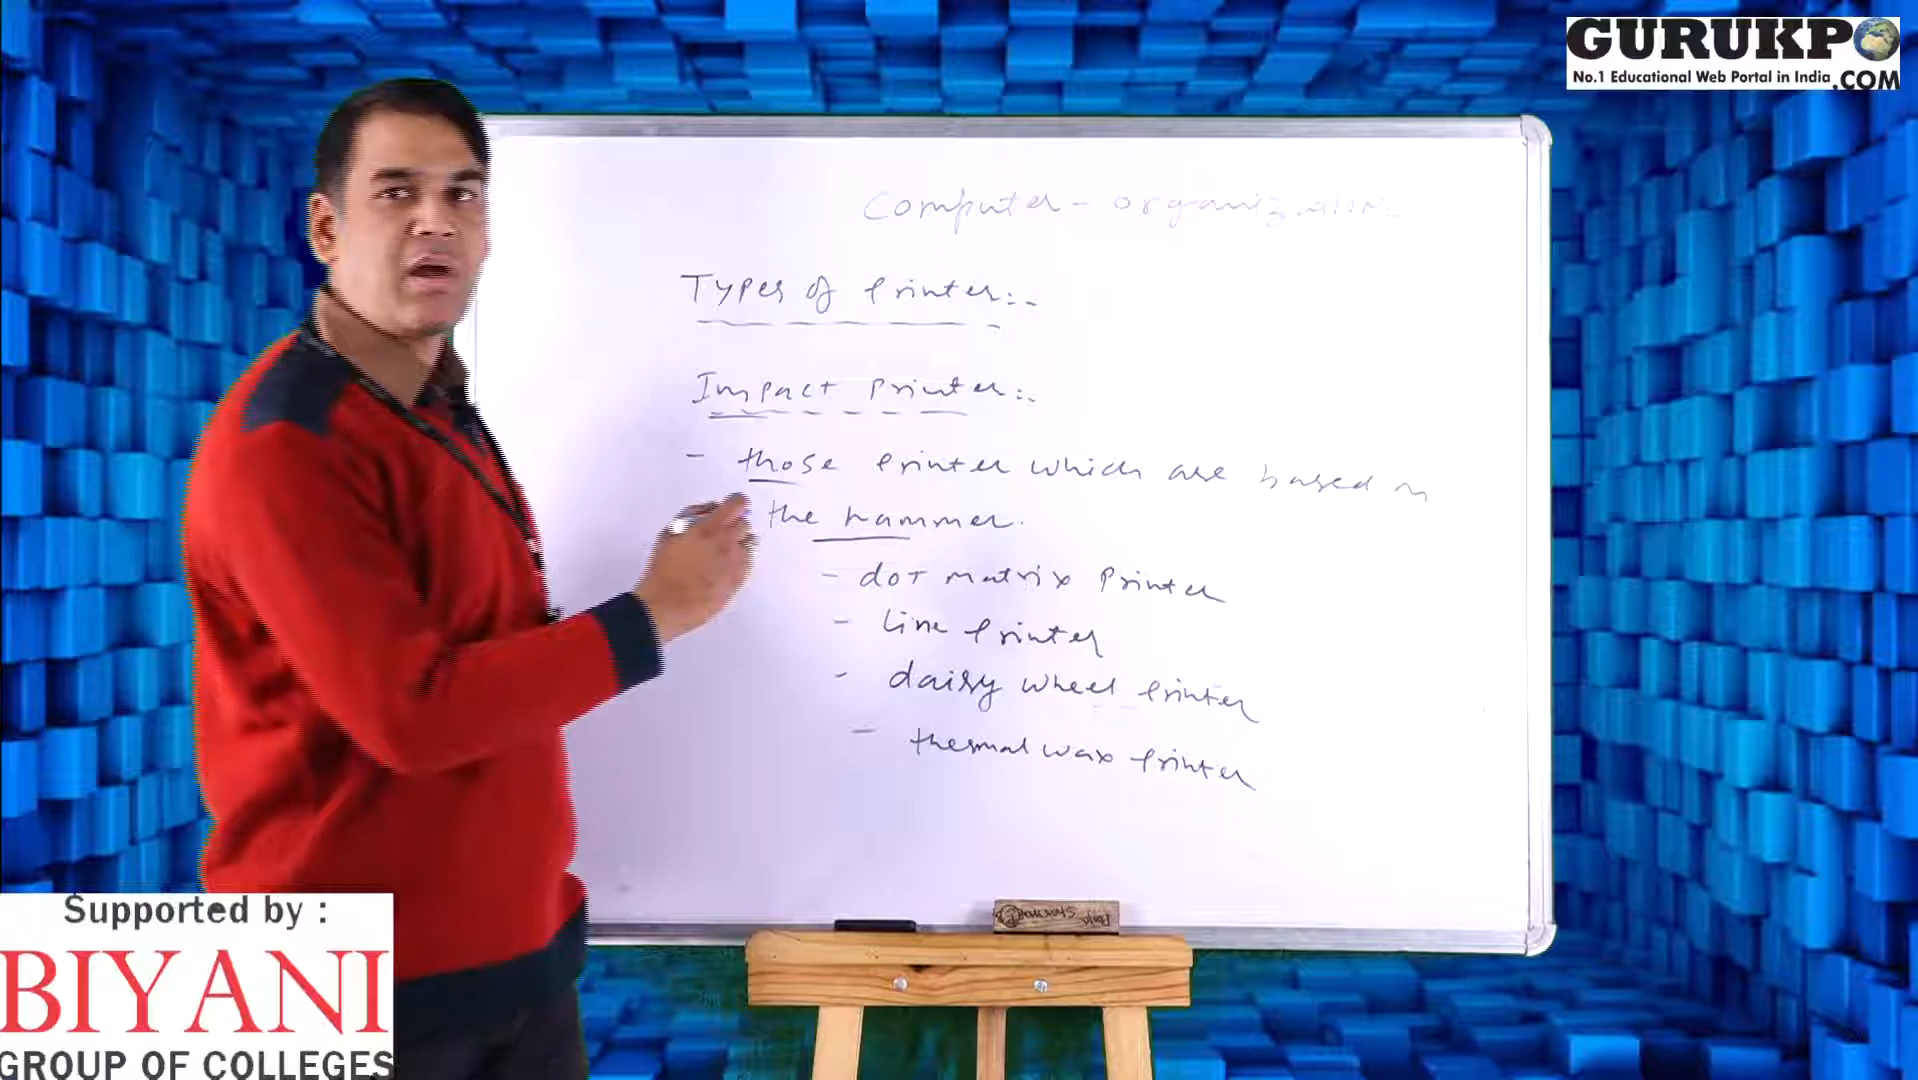 GURUKPO
No.1 Educational Web Portal in India .COM
Computer - organization
Types of Printer:-
Impact Printer:-
- those Printer which are based on
the hammer.
- dot matrix Printer
- Line Printer
- daisy wheel Printer
- thermal wax Printer
Supported by :
BIYANI
GROUP OF COLLEGES